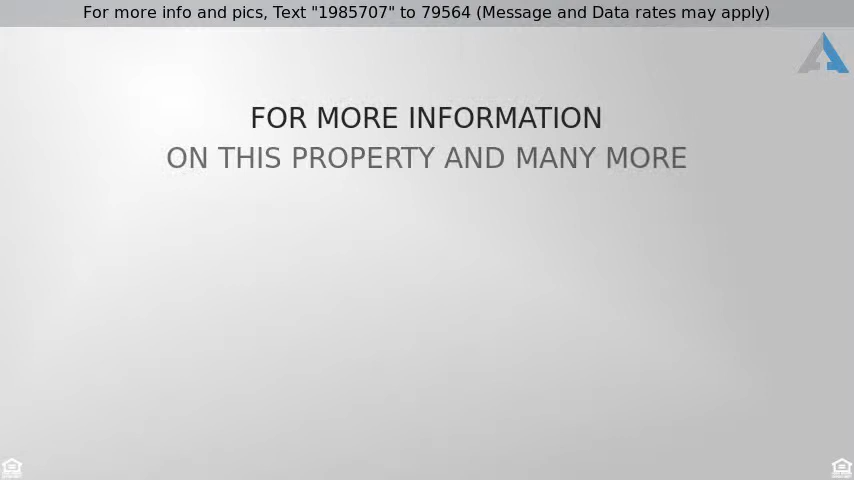 For more info and pics, Text "1985707" to 79564 (Message and Data rates may apply)
FOR MORE INFORMATION
ON THIS PROPERTY AND MANY MORE